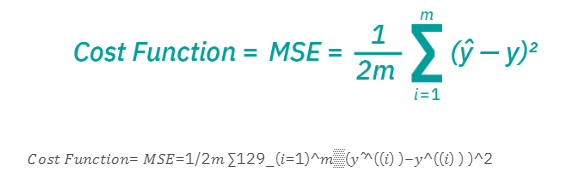 Cost Function = MSE = 1/2m ∑ i=1 m (ŷ – y)²
Cost Function= MSE=1/2m ∑129_(i=1)^m▒(y^^((i) )−y^((i) ) )^2